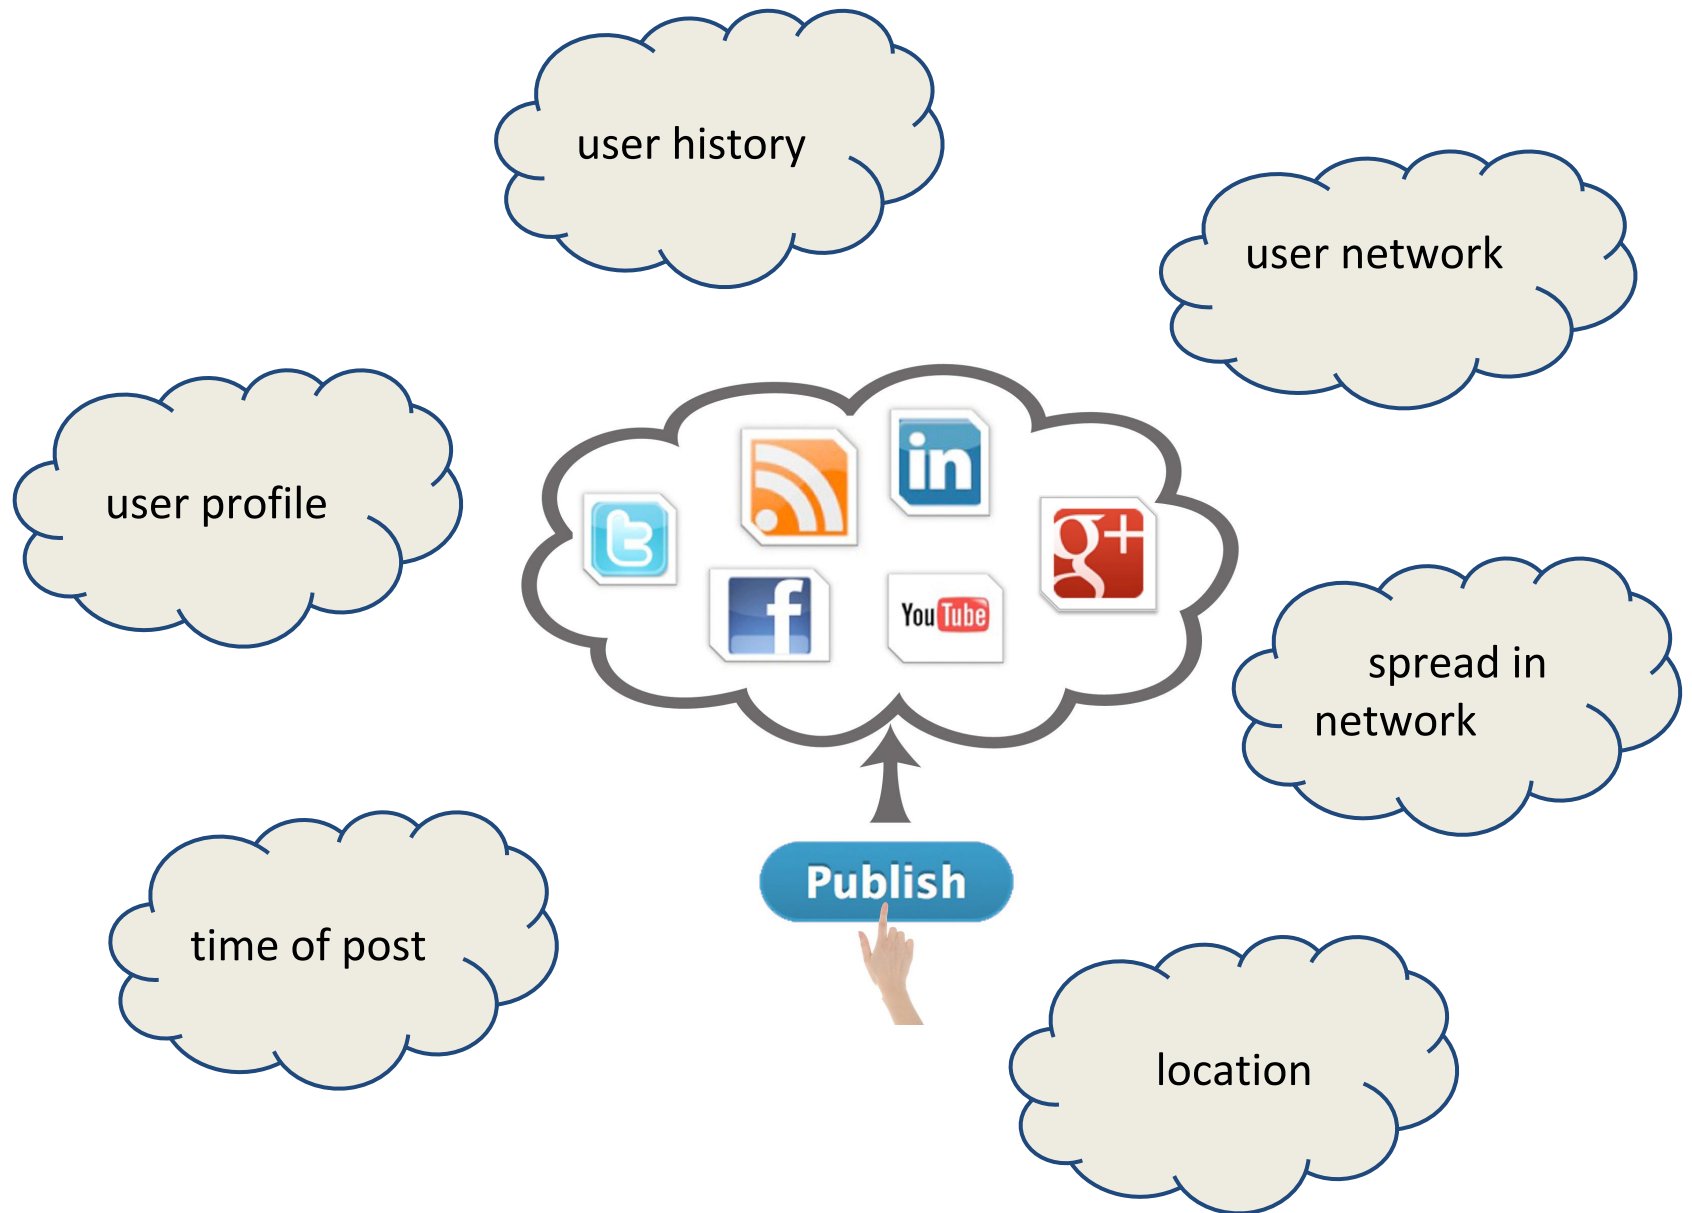 user history
user network
user profile
in
g+
t
f
You Tube
spread in
network
Publish
time of post
location